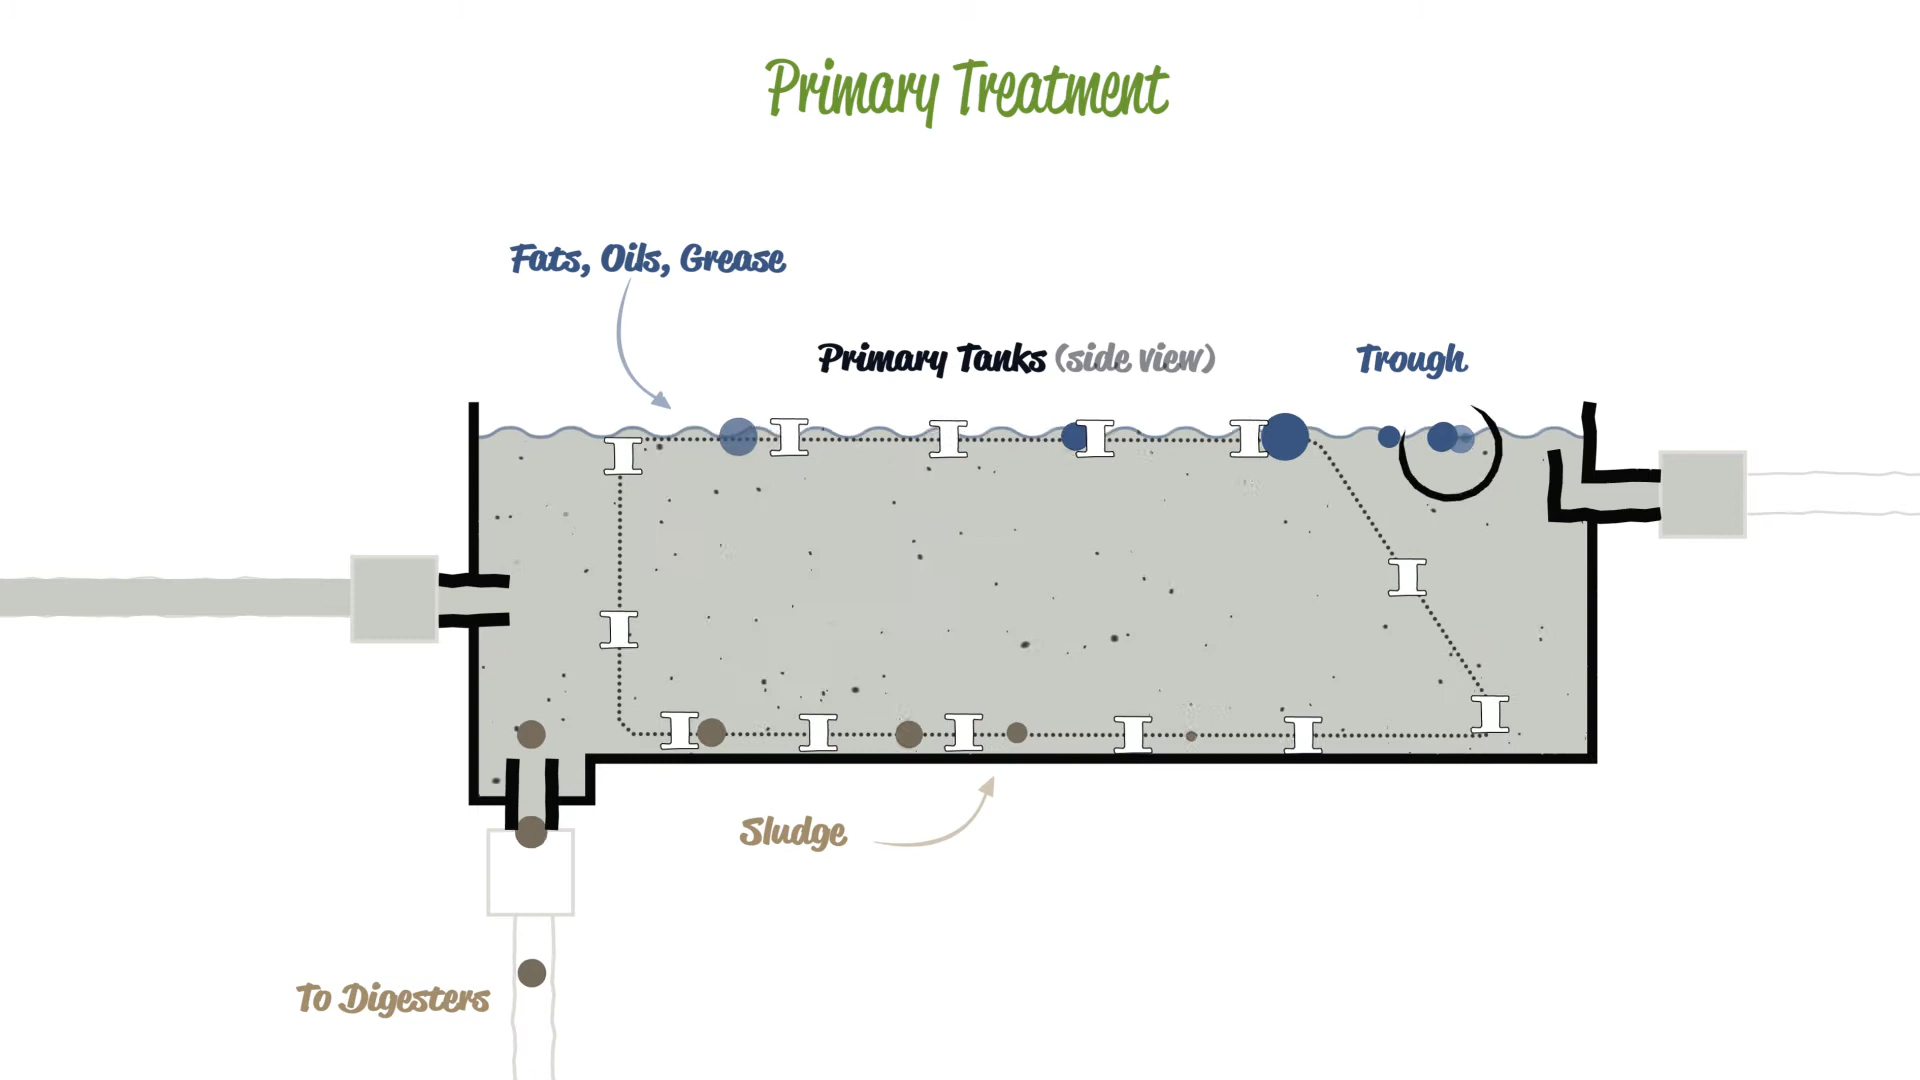 Primary Treatment
Fats, Oils, Grease
Primary Tanks (side view)
Trough
Sludge
To Digesters